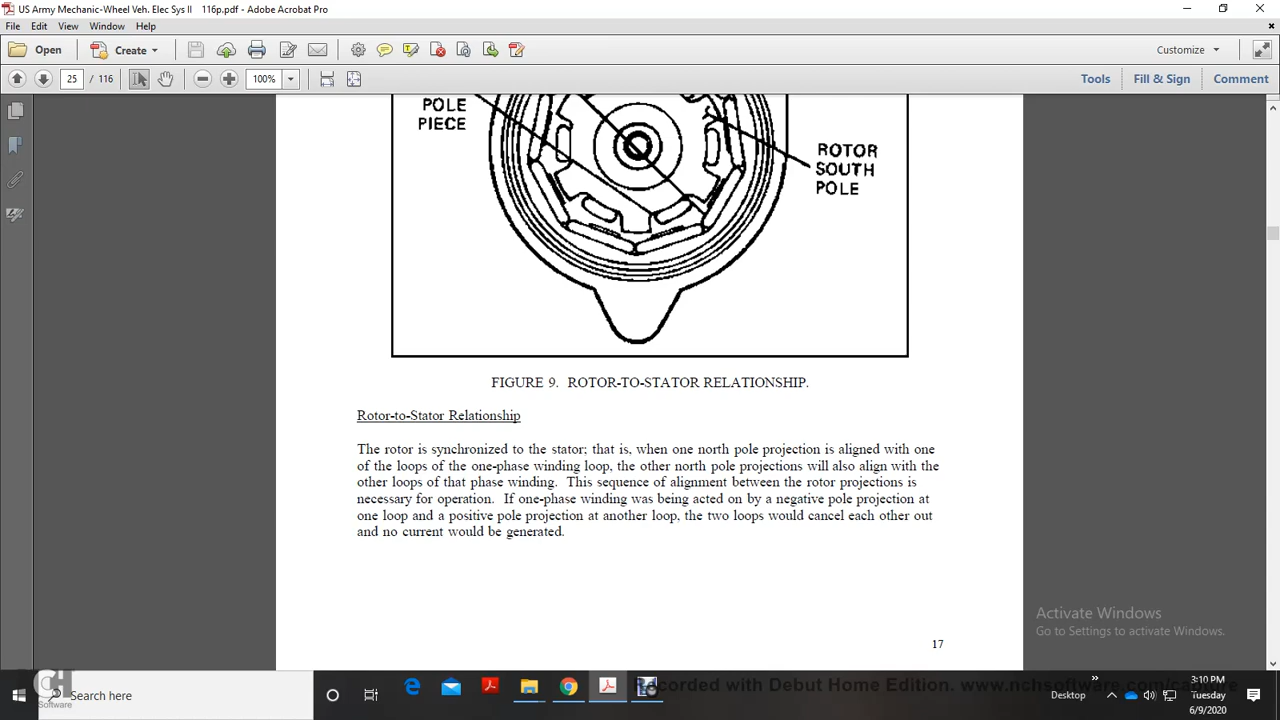 US Army Mechanic-Wheel Veh. Elec Sys II 116p.pdf - Adobe Acrobat Pro
File Edit View Window Help
Open Create Customize
25 / 116 100% Tools Fill & Sign Comment
POLE
PIECE
ROTOR
SOUTH
POLE
FIGURE 9. ROTOR-TO-STATOR RELATIONSHIP.
Rotor-to-Stator Relationship
The rotor is synchronized to the stator; that is, when one north pole projection is aligned with one
of the loops of the one-phase winding loop, the other north pole projections will also align with the
other loops of that phase winding. This sequence of alignment between the rotor projections is
necessary for operation. If one-phase winding was being acted on by a negative pole projection at
one loop and a positive pole projection at another loop, the two loops would cancel each other out
and no current would be generated.
Activate Windows
Go to Settings to activate Windows.
17
Search here
Software
Recorded with Debut Home Edition. www.nchsoftware.com/capture
Desktop
3:10 PM
Tuesday
6/9/2020